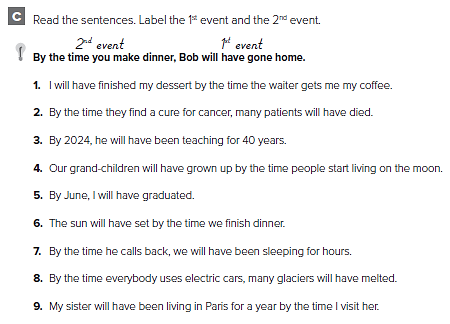 C Read the sentences. Label the 1st event and the 2nd event.
2nd event 1st event
By the time you make dinner, Bob will have gone home.
1. I will have finished my dessert by the time the waiter gets me my coffee.
2. By the time they find a cure for cancer, many patients will have died.
3. By 2024, he will have been teaching for 40 years.
4. Our grand-children will have grown up by the time people start living on the moon.
5. By June, I will have graduated.
6. The sun will have set by the time we finish dinner.
7. By the time he calls back, we will have been sleeping for hours.
8. By the time everybody uses electric cars, many glaciers will have melted.
9. My sister will have been living in Paris for a year by the time I visit her.